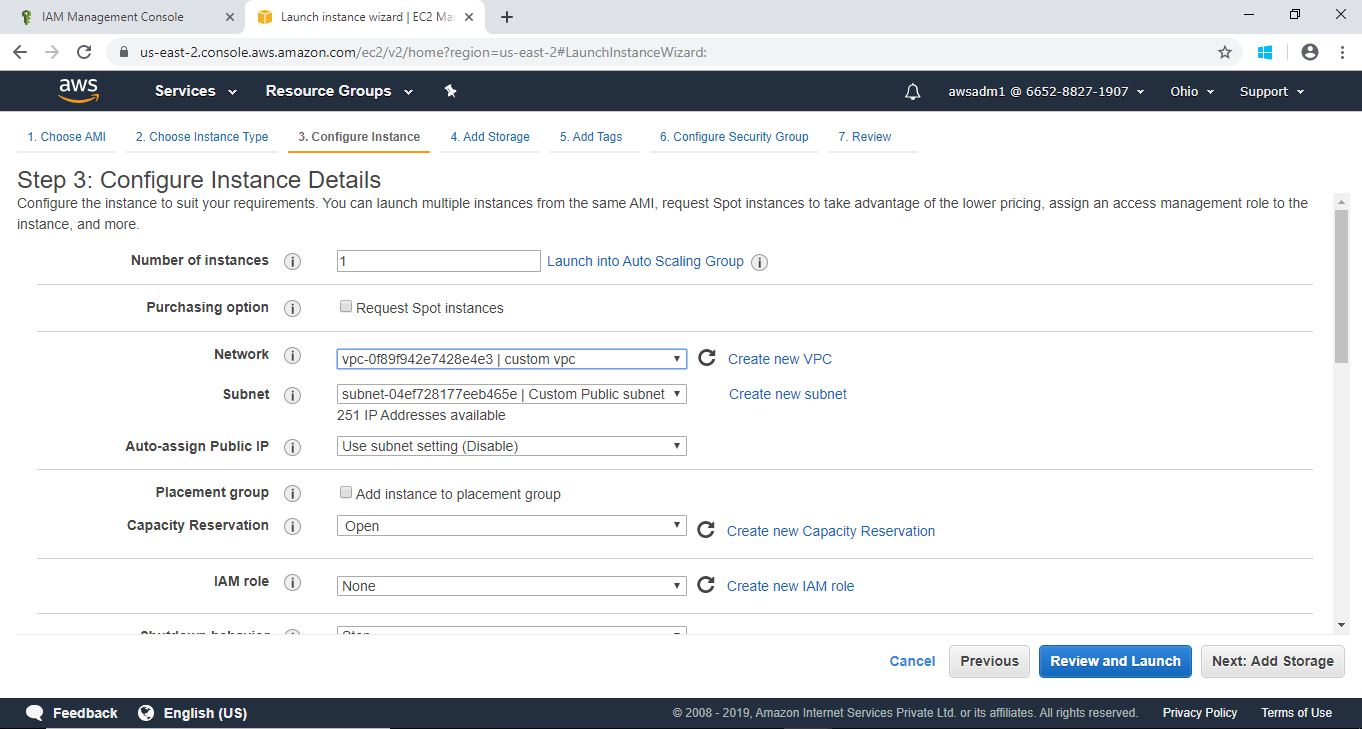 IAM Management Console
Launch instance wizard | EC2 Ma
us-east-2.console.aws.amazon.com/ec2/v2/home?region=us-east-2#LaunchInstanceWizard:
aws Services Resource Groups awsadm1 @ 6652-8827-1907 Ohio Support
1. Choose AMI 2. Choose Instance Type 3. Configure Instance 4. Add Storage 5. Add Tags 6. Configure Security Group 7. Review
Step 3: Configure Instance Details
Configure the instance to suit your requirements. You can launch multiple instances from the same AMI, request Spot instances to take advantage of the lower pricing, assign an access management role to the
instance, and more.
Number of instances 1 Launch into Auto Scaling Group
Purchasing option Request Spot instances
Network vpc-0f89f942e7428e4e3 | custom vpc Create new VPC
Subnet subnet-04ef728177eeb465e | Custom Public subnet Create new subnet
251 IP Addresses available
Auto-assign Public IP Use subnet setting (Disable)
Placement group Add instance to placement group
Capacity Reservation Open Create new Capacity Reservation
IAM role None Create new IAM role
Shutdown behavior Stop
Cancel Previous Review and Launch Next: Add Storage
Feedback English (US) © 2008 - 2019, Amazon Internet Services Private Ltd. or its affiliates. All rights reserved. Privacy Policy Terms of Use